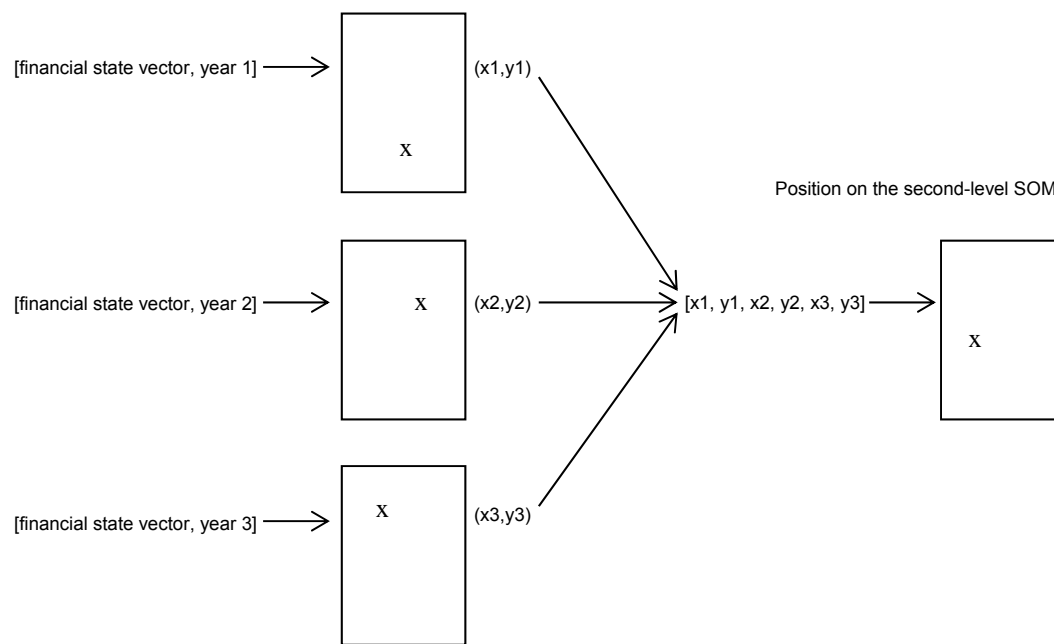 [financial state vector, year 1]
(x1,y1)
x
Position on the second-level SOM
[financial state vector, year 2]
x
(x2,y2)
[x1, y1, x2, y2, x3, y3]
x
[financial state vector, year 3]
x
(x3,y3)